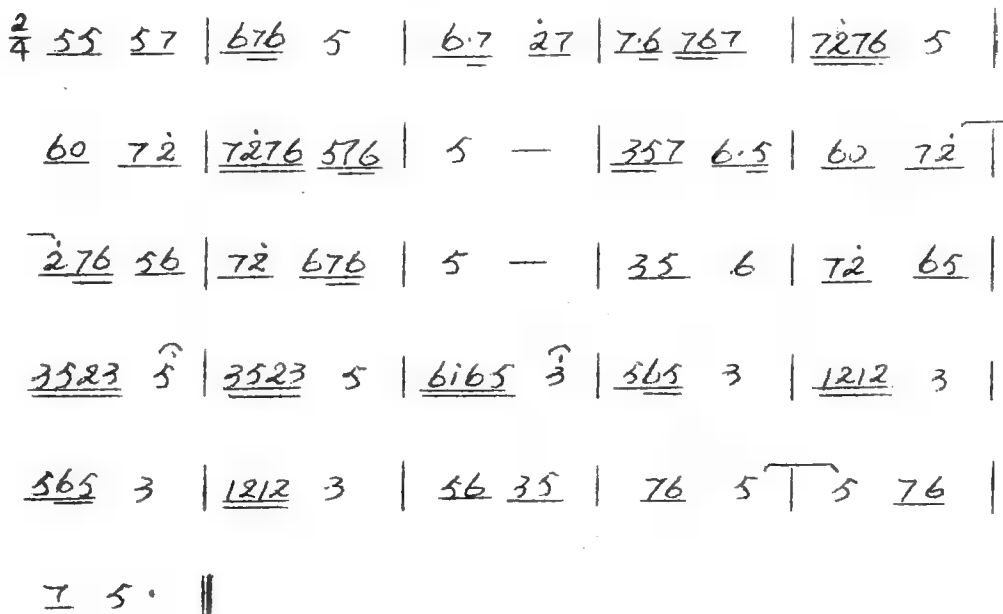 2/4 55 57 | 676 5 | 6·7 2̇7 | 7·6 767 | 72̇76 5 |
60 72̇ | 72̇76 576 | 5 — | 357 6·5 | 60 72̇ |
2̇76 56 | 72̇ 676 | 5 — | 35 6 | 72̇ 65 |
3523 5̇ | 3523 5 | 6i65 3̇ | 565 3 | 1212 3 |
565 3 | 1212 3 | 56 35 | 76 5 | 5 76 |
7 5· ‖